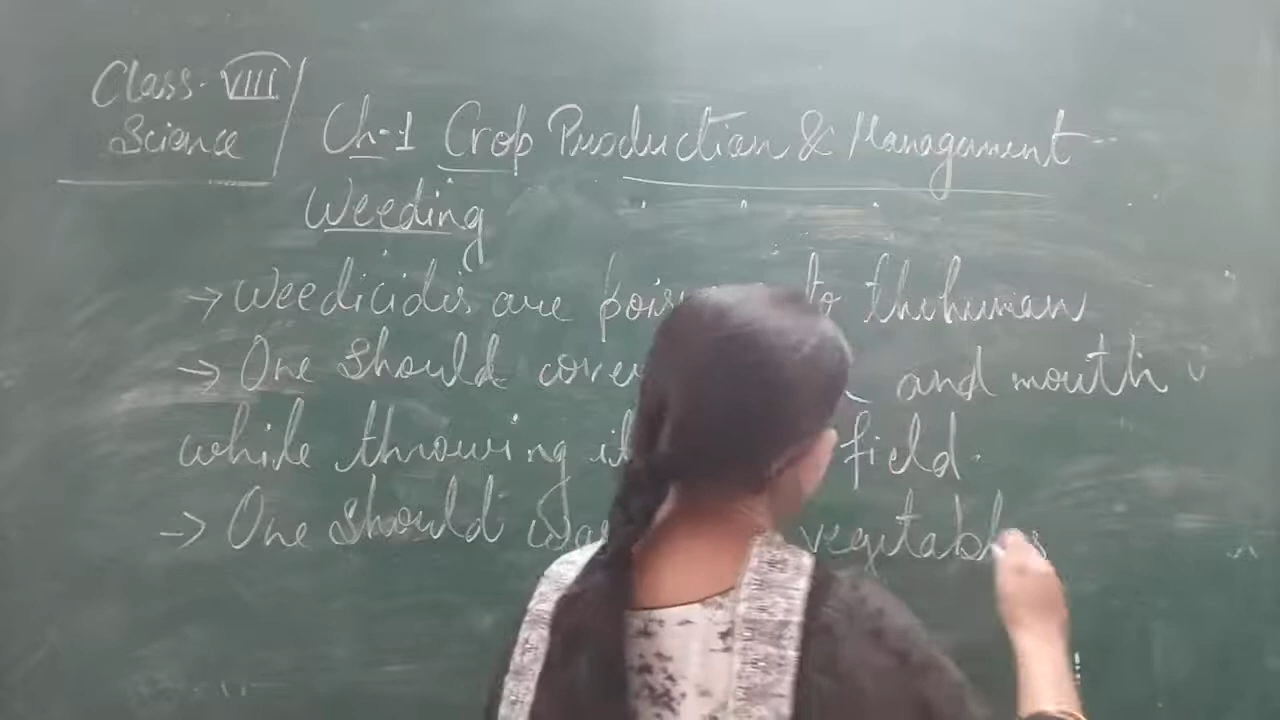 Class. VIII
Science
Ch-1 Crop Production & Managament
Weeding
→ Weedicides are to the human
→ One should and mouth
while throwing field.
→ One should vegetables